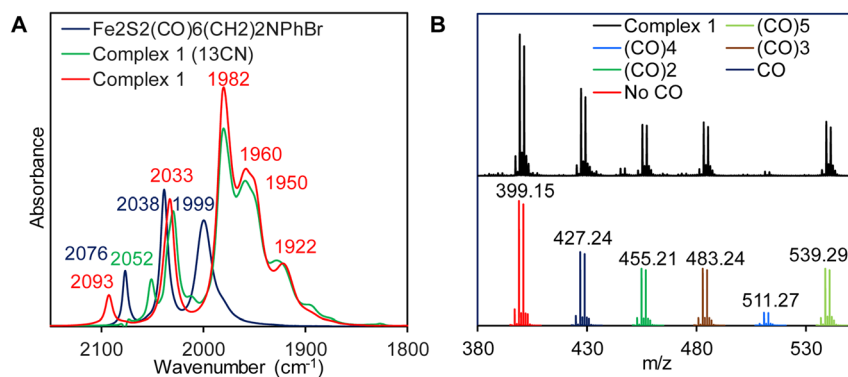 A
Fe2S2(CO)6(CH2)2NPhBr
Complex 1 (13CN)
Complex 1
1982
2033
1960
2038
1999
1950
2076
2052
2093
1922
Absorbance
2100 2000 1900 1800
Wavenumber (cm-1)
B
Complex 1 (CO)5
(CO)4 (CO)3
(CO)2 CO
No CO
399.15
427.24
455.21
483.24
511.27
539.29
380 430 480 530
m/z